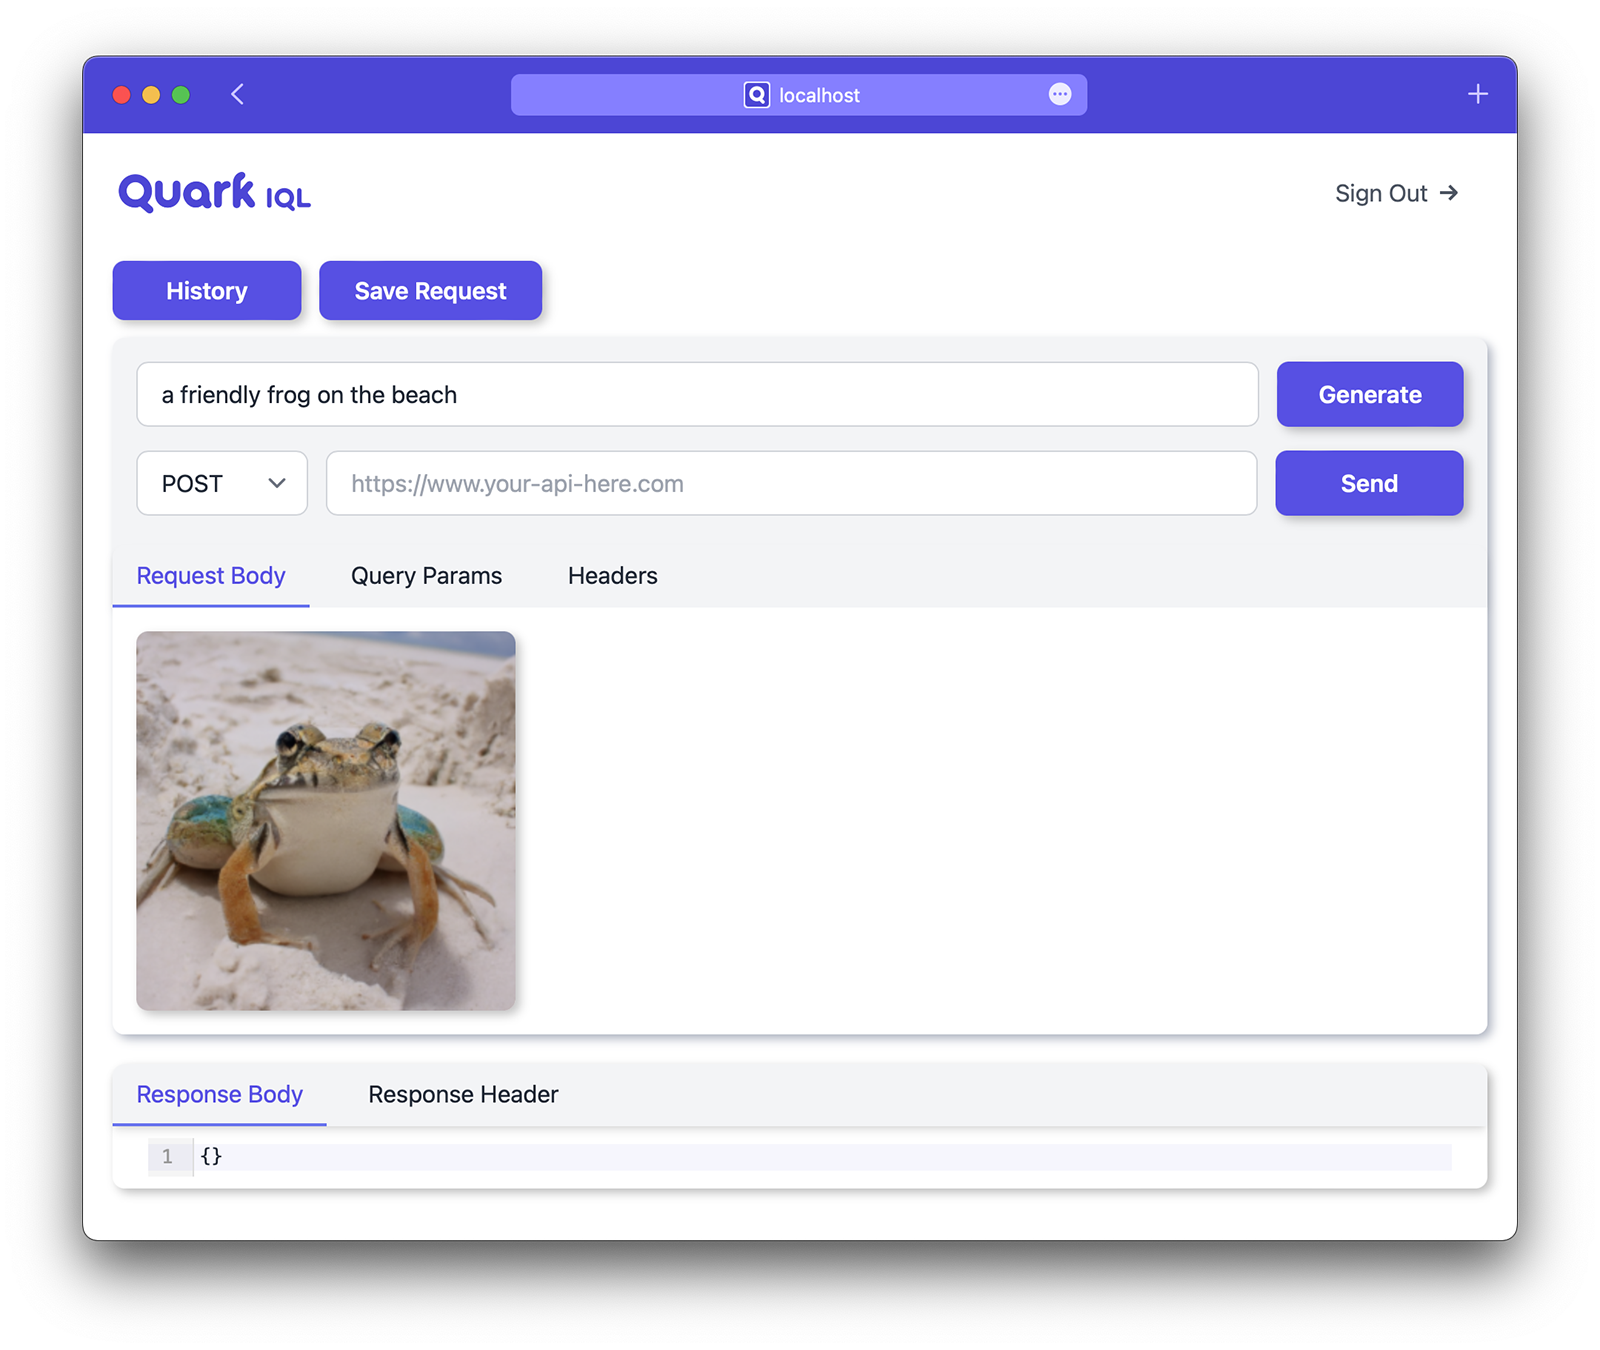 localhost
Quark IQL
Sign Out →
History
Save Request
a friendly frog on the beach
Generate
POST
https://www.your-api-here.com
Send
Request Body
Query Params
Headers
Response Body
Response Header
1
{}